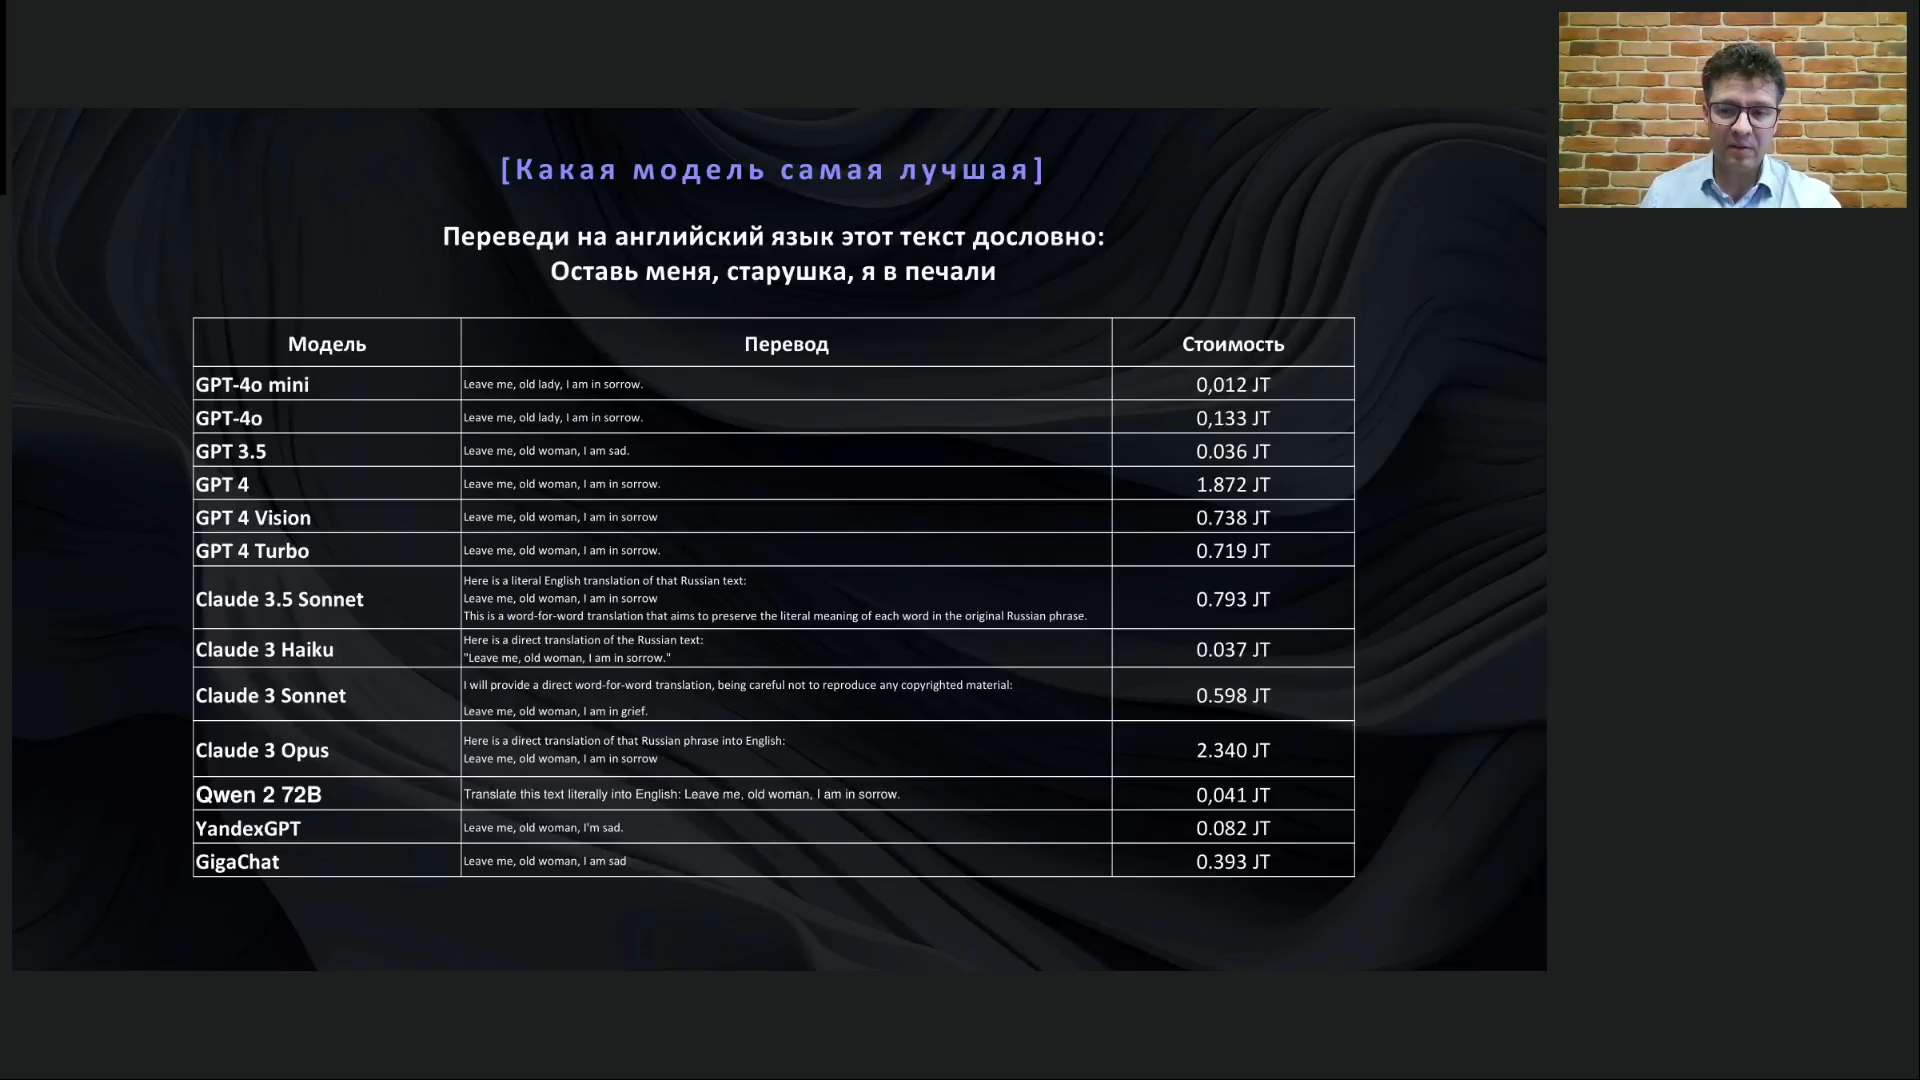 [Какая модель самая лучшая]
Переведи на английский язык этот текст дословно:
Оставь меня, старушка, я в печали
Модель Перевод Стоимость
GPT-4o mini Leave me, old lady, I am in sorrow. 0,012 JT
GPT-4o Leave me, old lady, I am in sorrow. 0,133 JT
GPT 3.5 Leave me, old woman, I am sad. 0.036 JT
GPT 4 Leave me, old woman, I am in sorrow. 1.872 JT
GPT 4 Vision Leave me, old woman, I am in sorrow 0.738 JT
GPT 4 Turbo Leave me, old woman, I am in sorrow. 0.719 JT
Claude 3.5 Sonnet
Here is a literal English translation of that Russian text:
Leave me, old woman, I am in sorrow
This is a word-for-word translation that aims to preserve the literal meaning of each word in the original Russian phrase.
0.793 JT
Claude 3 Haiku
Here is a direct translation of the Russian text:
"Leave me, old woman, I am in sorrow."
0.037 JT
Claude 3 Sonnet
I will provide a direct word-for-word translation, being careful not to reproduce any copyrighted material:
Leave me, old woman, I am in grief.
0.598 JT
Claude 3 Opus
Here is a direct translation of that Russian phrase into English:
Leave me, old woman, I am in sorrow
2.340 JT
Qwen 2 72B Translate this text literally into English: Leave me, old woman, I am in sorrow. 0,041 JT
YandexGPT Leave me, old woman, I'm sad. 0.082 JT
GigaChat Leave me, old woman, I am sad 0.393 JT